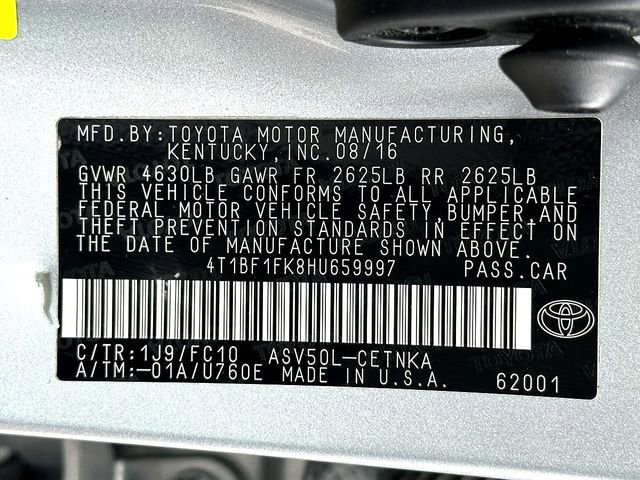 MFD.BY:TOYOTA MOTOR MANUFACTURING,
KENTUCKY,INC.08/16
GVWR 4630LB GAWR FR 2625LB RR 2625LB
THIS VEHICLE CONFORMS TO ALL APPLICABLE
FEDERAL MOTOR VEHICLE SAFETY,BUMPER,AND
THEFT PREVENTION STANDARDS IN EFFECT ON
THE DATE OF MANUFACTURE SHOWN ABOVE.
4T1BF1FK8HU659997 PASS.CAR
C/TR:1J9/FC10 ASV50L-CETNKA
A/TM:-01A/U760E MADE IN U.S.A. 62001